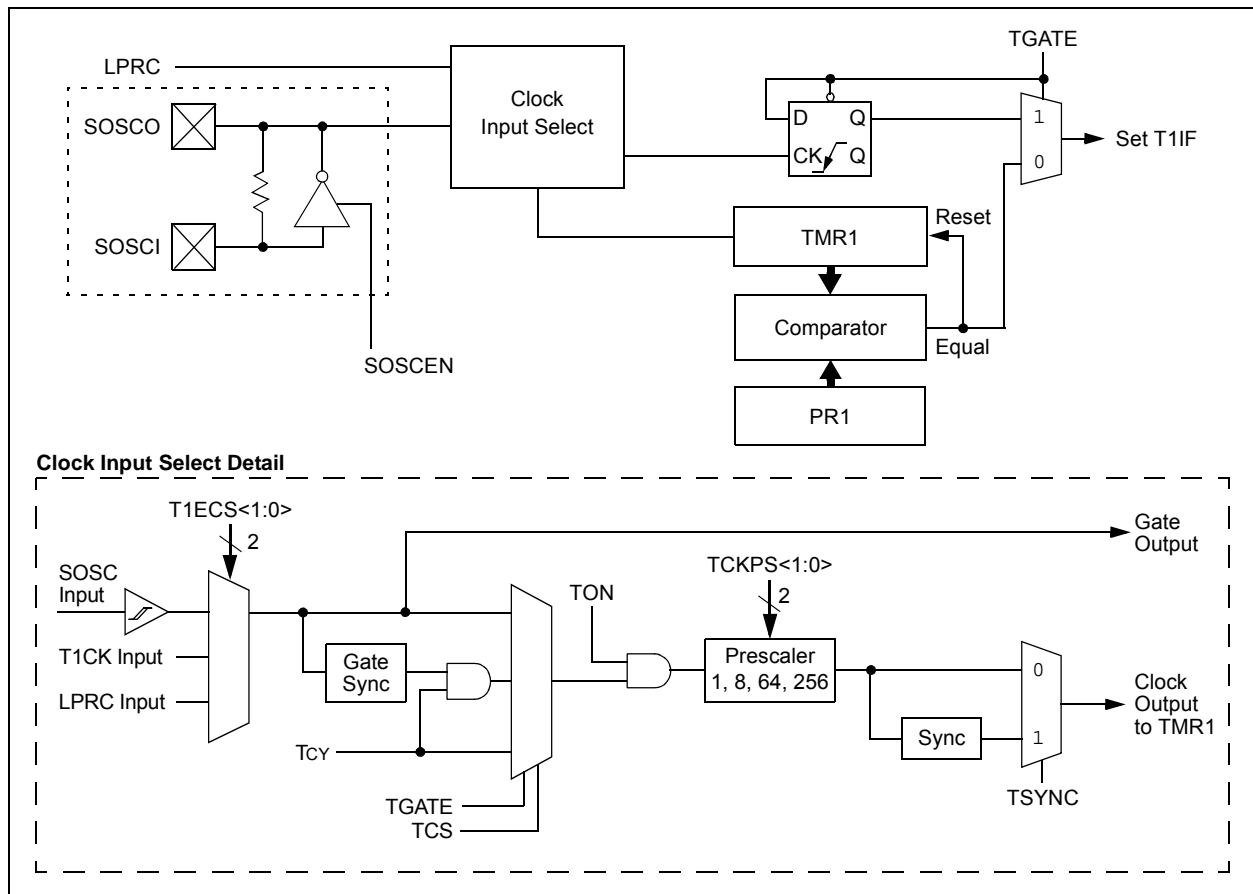 TGATE
LPRC
Clock
Input Select
SOSCO
D Q
CK Q
1
0
Set T1IF
SOSCI
TMR1
Reset
Comparator
Equal
SOSCEN
PR1
Clock Input Select Detail
T1ECS<1:0>
2
Gate
Output
SOSC
Input
TCKPS<1:0>
2
TON
T1CK Input
Gate
Sync
Prescaler
1, 8, 64, 256
0
LPRC Input
Clock
Output
to TMR1
Sync
1
TCY
TGATE
TCS
TSYNC